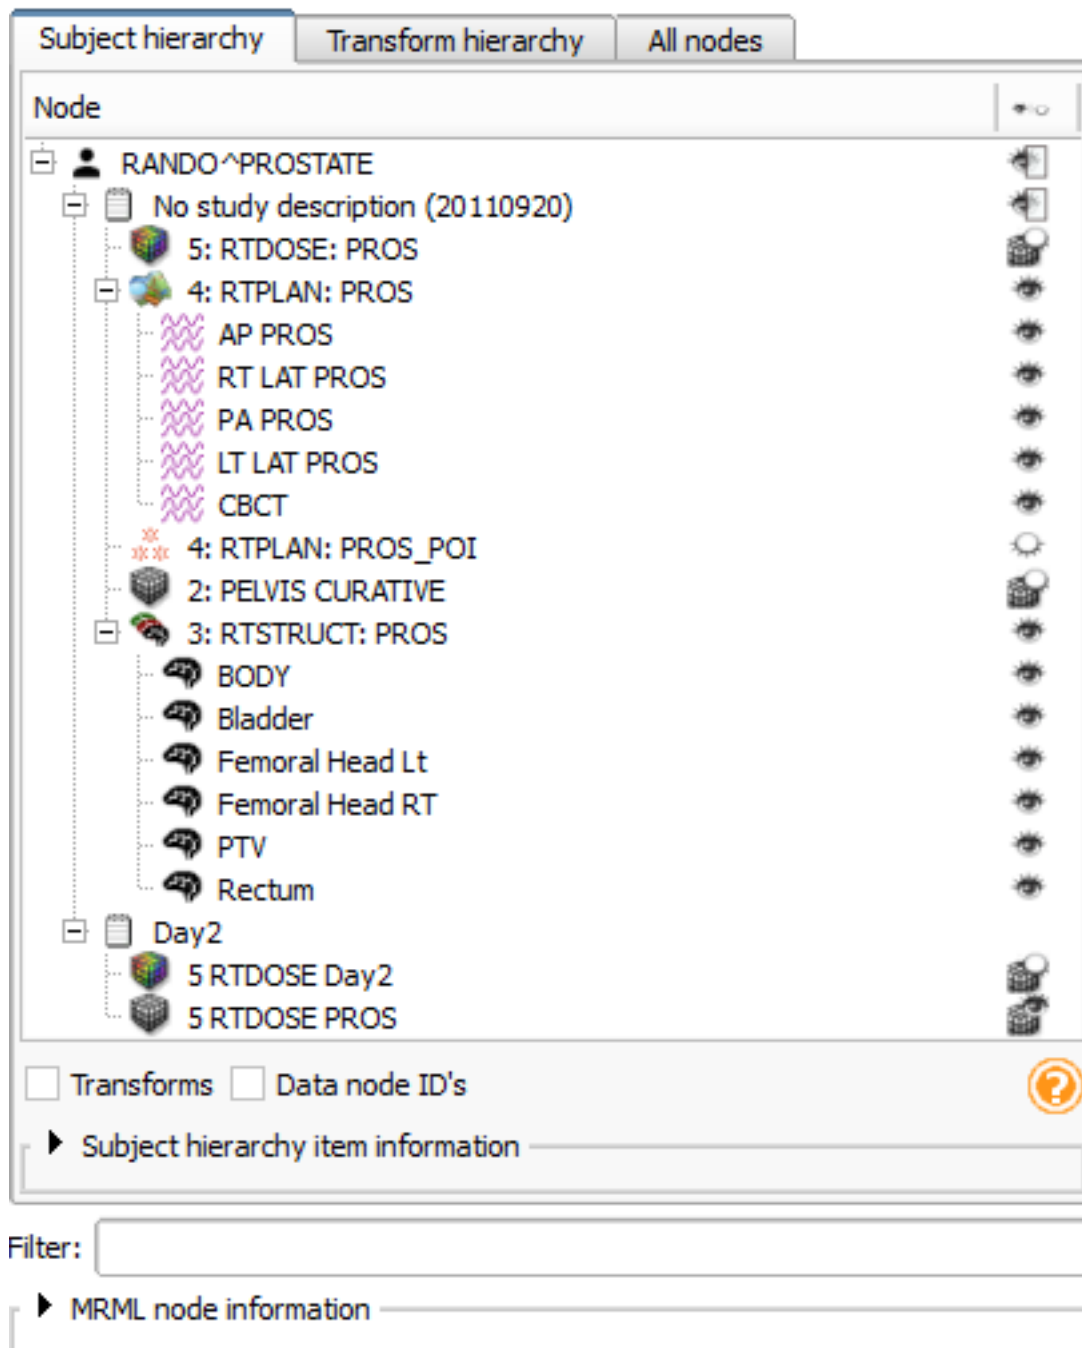 Subject hierarchy Transform hierarchy All nodes
Node
RANDO^PROSTATE
No study description (20110920)
5: RTDOSE: PROS
4: RTPLAN: PROS
AP PROS
RT LAT PROS
PA PROS
LT LAT PROS
CBCT
4: RTPLAN: PROS_POI
2: PELVIS CURATIVE
3: RTSTRUCT: PROS
BODY
Bladder
Femoral Head Lt
Femoral Head RT
PTV
Rectum
Day2
5 RTDOSE Day2
5 RTDOSE PROS
Transforms Data node ID's
Subject hierarchy item information
Filter:
MRML node information